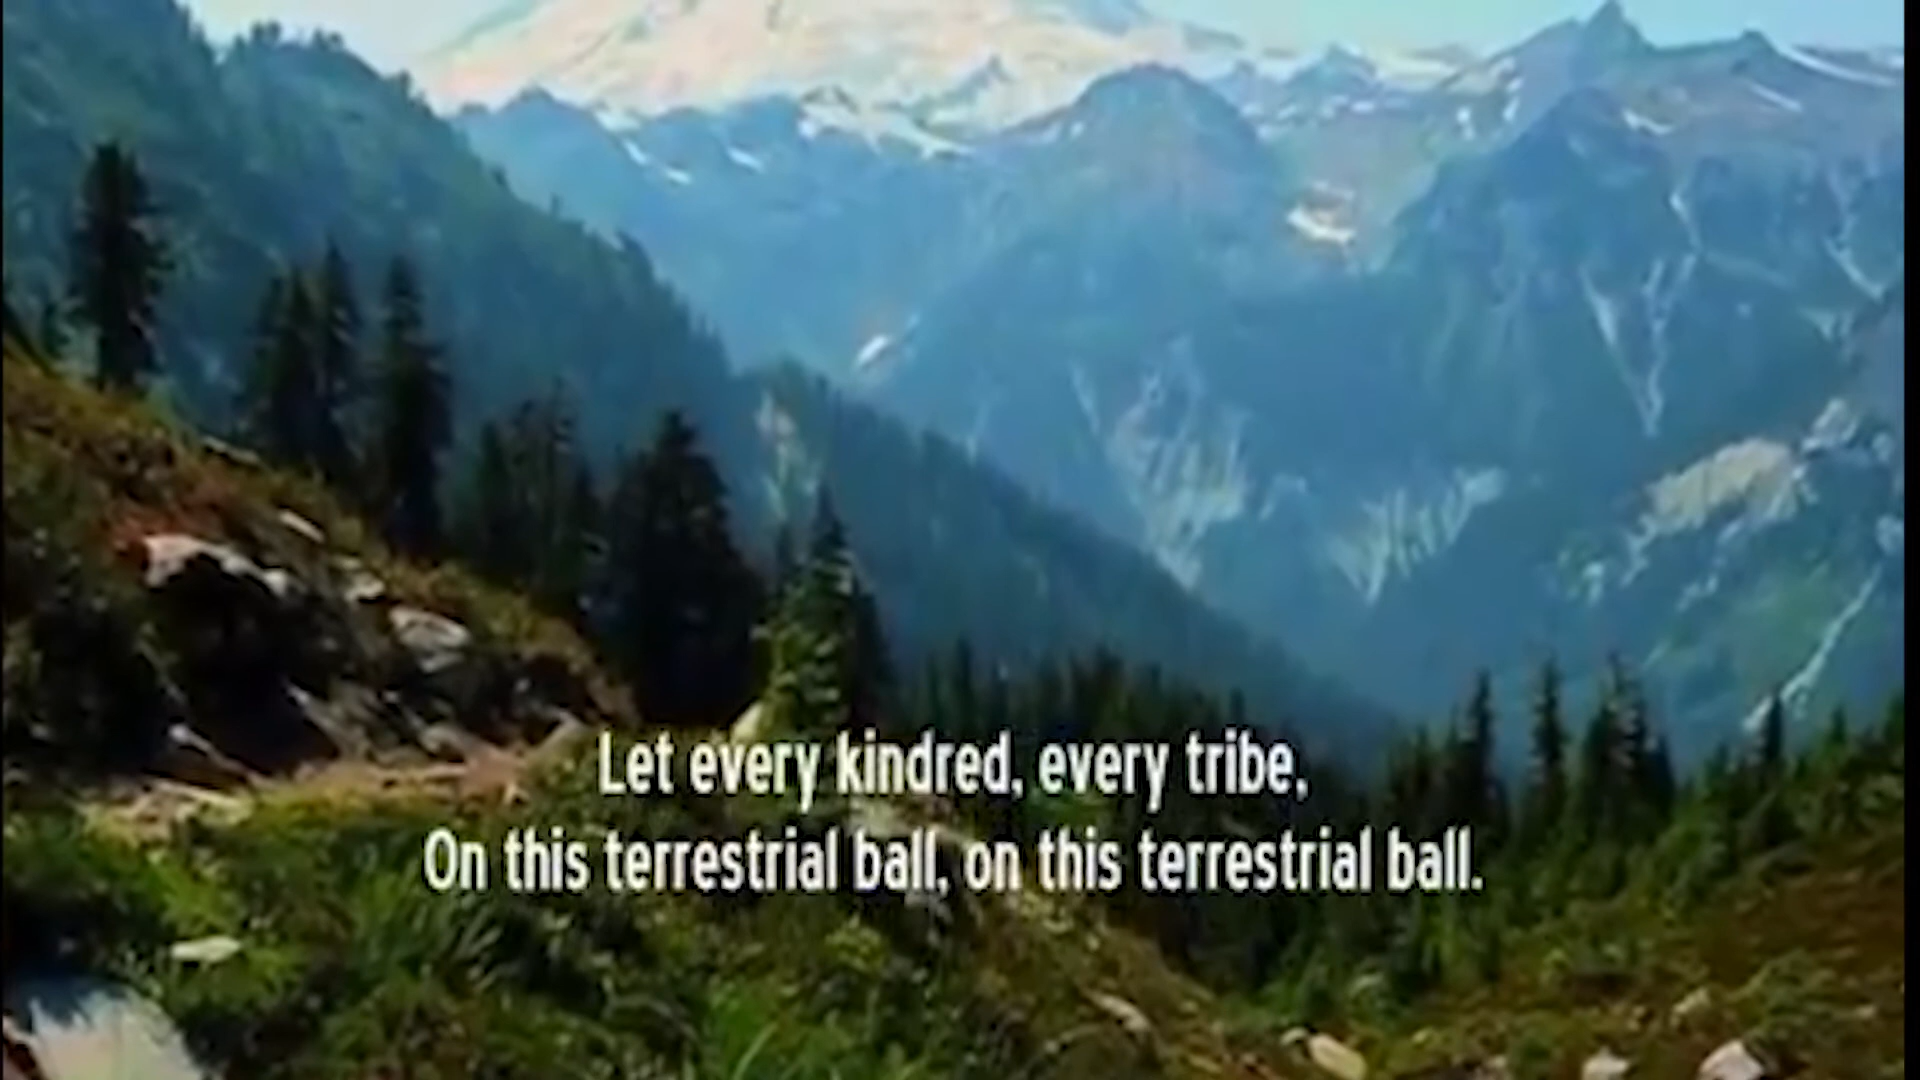 Let every kindred, every tribe,
On this terrestrial ball, on this terrestrial ball.